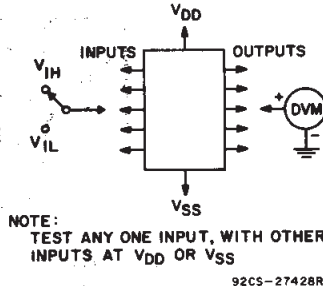 VDD
INPUTS
OUTPUTS
VIH
VIL
+
DVM
-
VSS
NOTE:
TEST ANY ONE INPUT, WITH OTHER
INPUTS AT VDD OR VSS
92CS-27428R